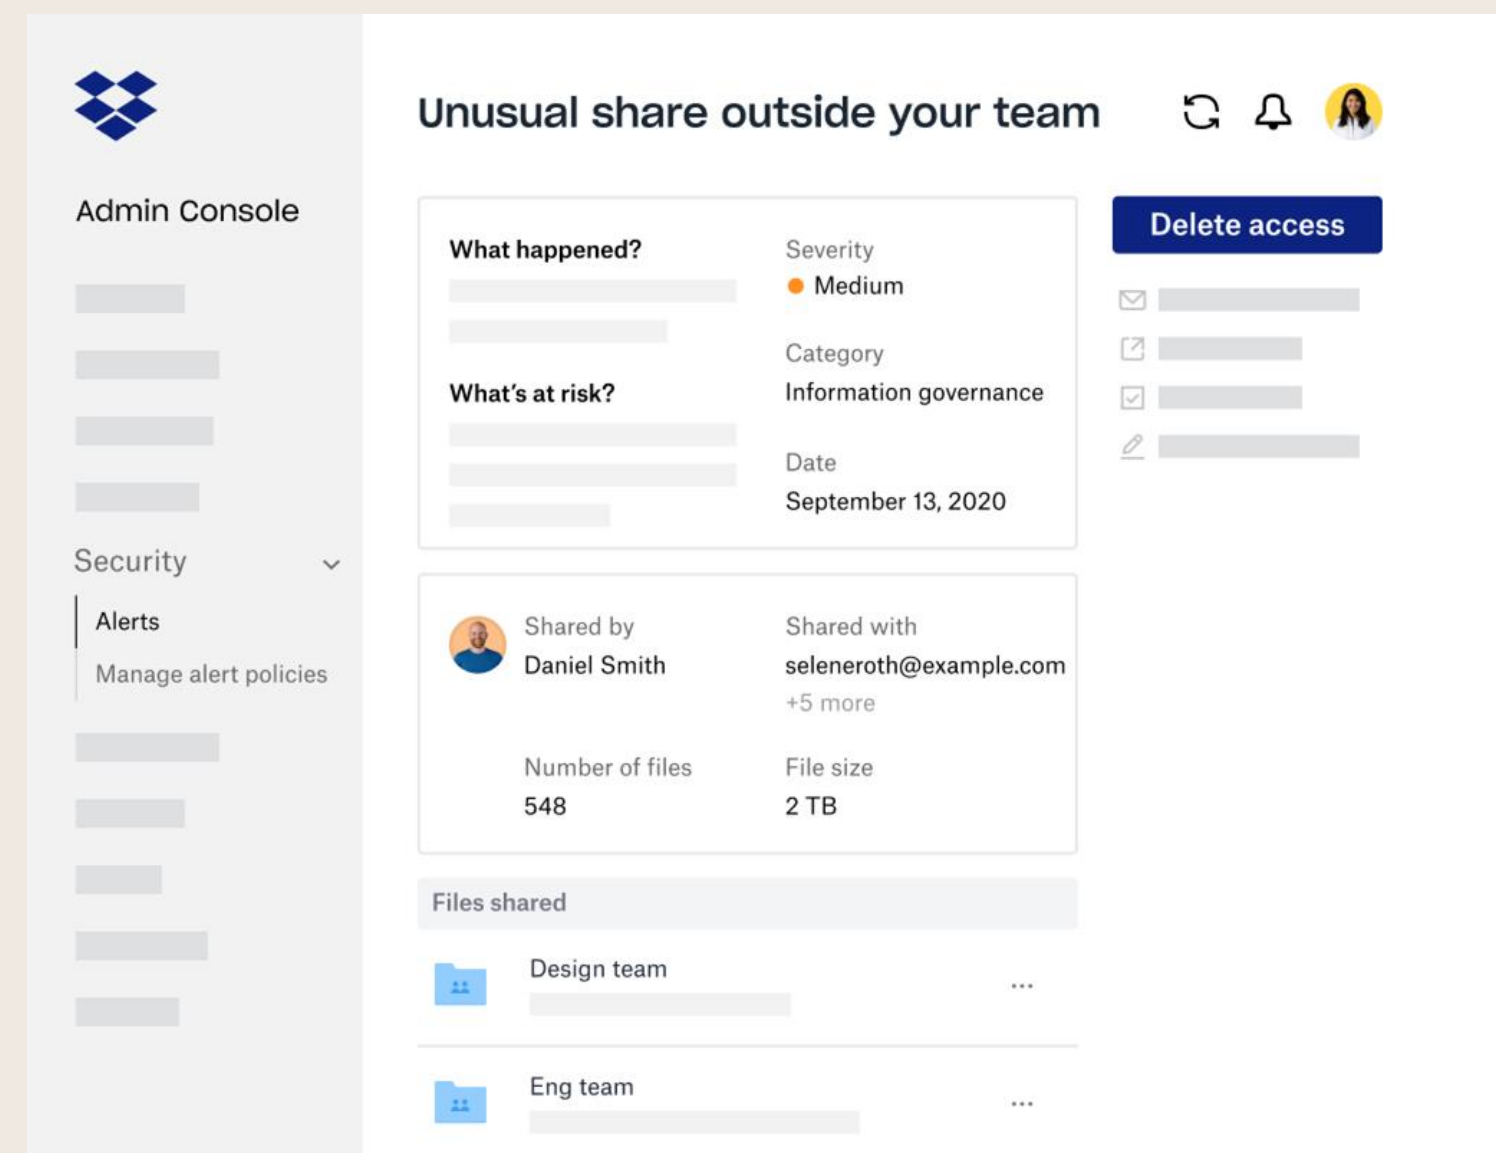 Admin Console
Security
Alerts
Manage alert policies
Unusual share outside your team
What happened?
What's at risk?
Severity
Medium
Category
Information governance
Date
September 13, 2020
Delete access
Shared by
Daniel Smith
Shared with
seleneroth@example.com
+5 more
Number of files
548
File size
2 TB
Files shared
Design team
Eng team